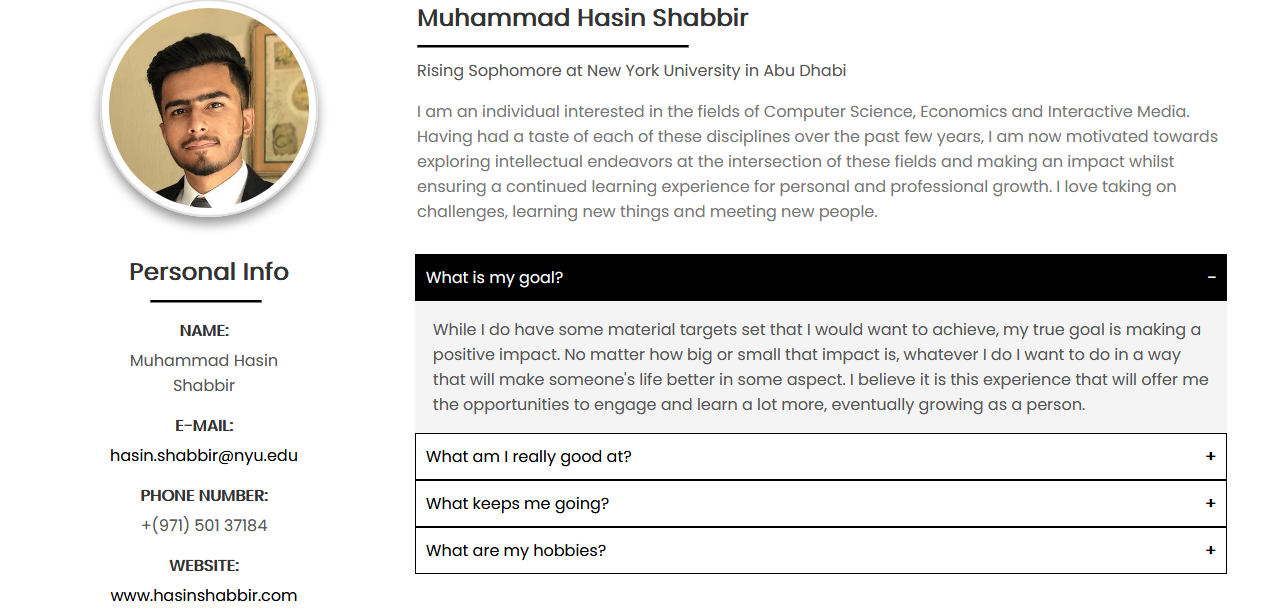 Muhammad Hasin Shabbir
Rising Sophomore at New York University in Abu Dhabi
I am an individual interested in the fields of Computer Science, Economics and Interactive Media.
Having had a taste of each of these disciplines over the past few years, I am now motivated towards
exploring intellectual endeavors at the intersection of these fields and making an impact whilst
ensuring a continued learning experience for personal and professional growth. I love taking on
challenges, learning new things and meeting new people.
Personal Info
NAME:
Muhammad Hasin
Shabbir
E-MAIL:
hasin.shabbir@nyu.edu
PHONE NUMBER:
+(971) 501 37184
WEBSITE:
www.hasinshabbir.com
What is my goal? −
While I do have some material targets set that I would want to achieve, my true goal is making a
positive impact. No matter how big or small that impact is, whatever I do I want to do in a way
that will make someone's life better in some aspect. I believe it is this experience that will offer me
the opportunities to engage and learn a lot more, eventually growing as a person.
What am I really good at? +
What keeps me going? +
What are my hobbies? +